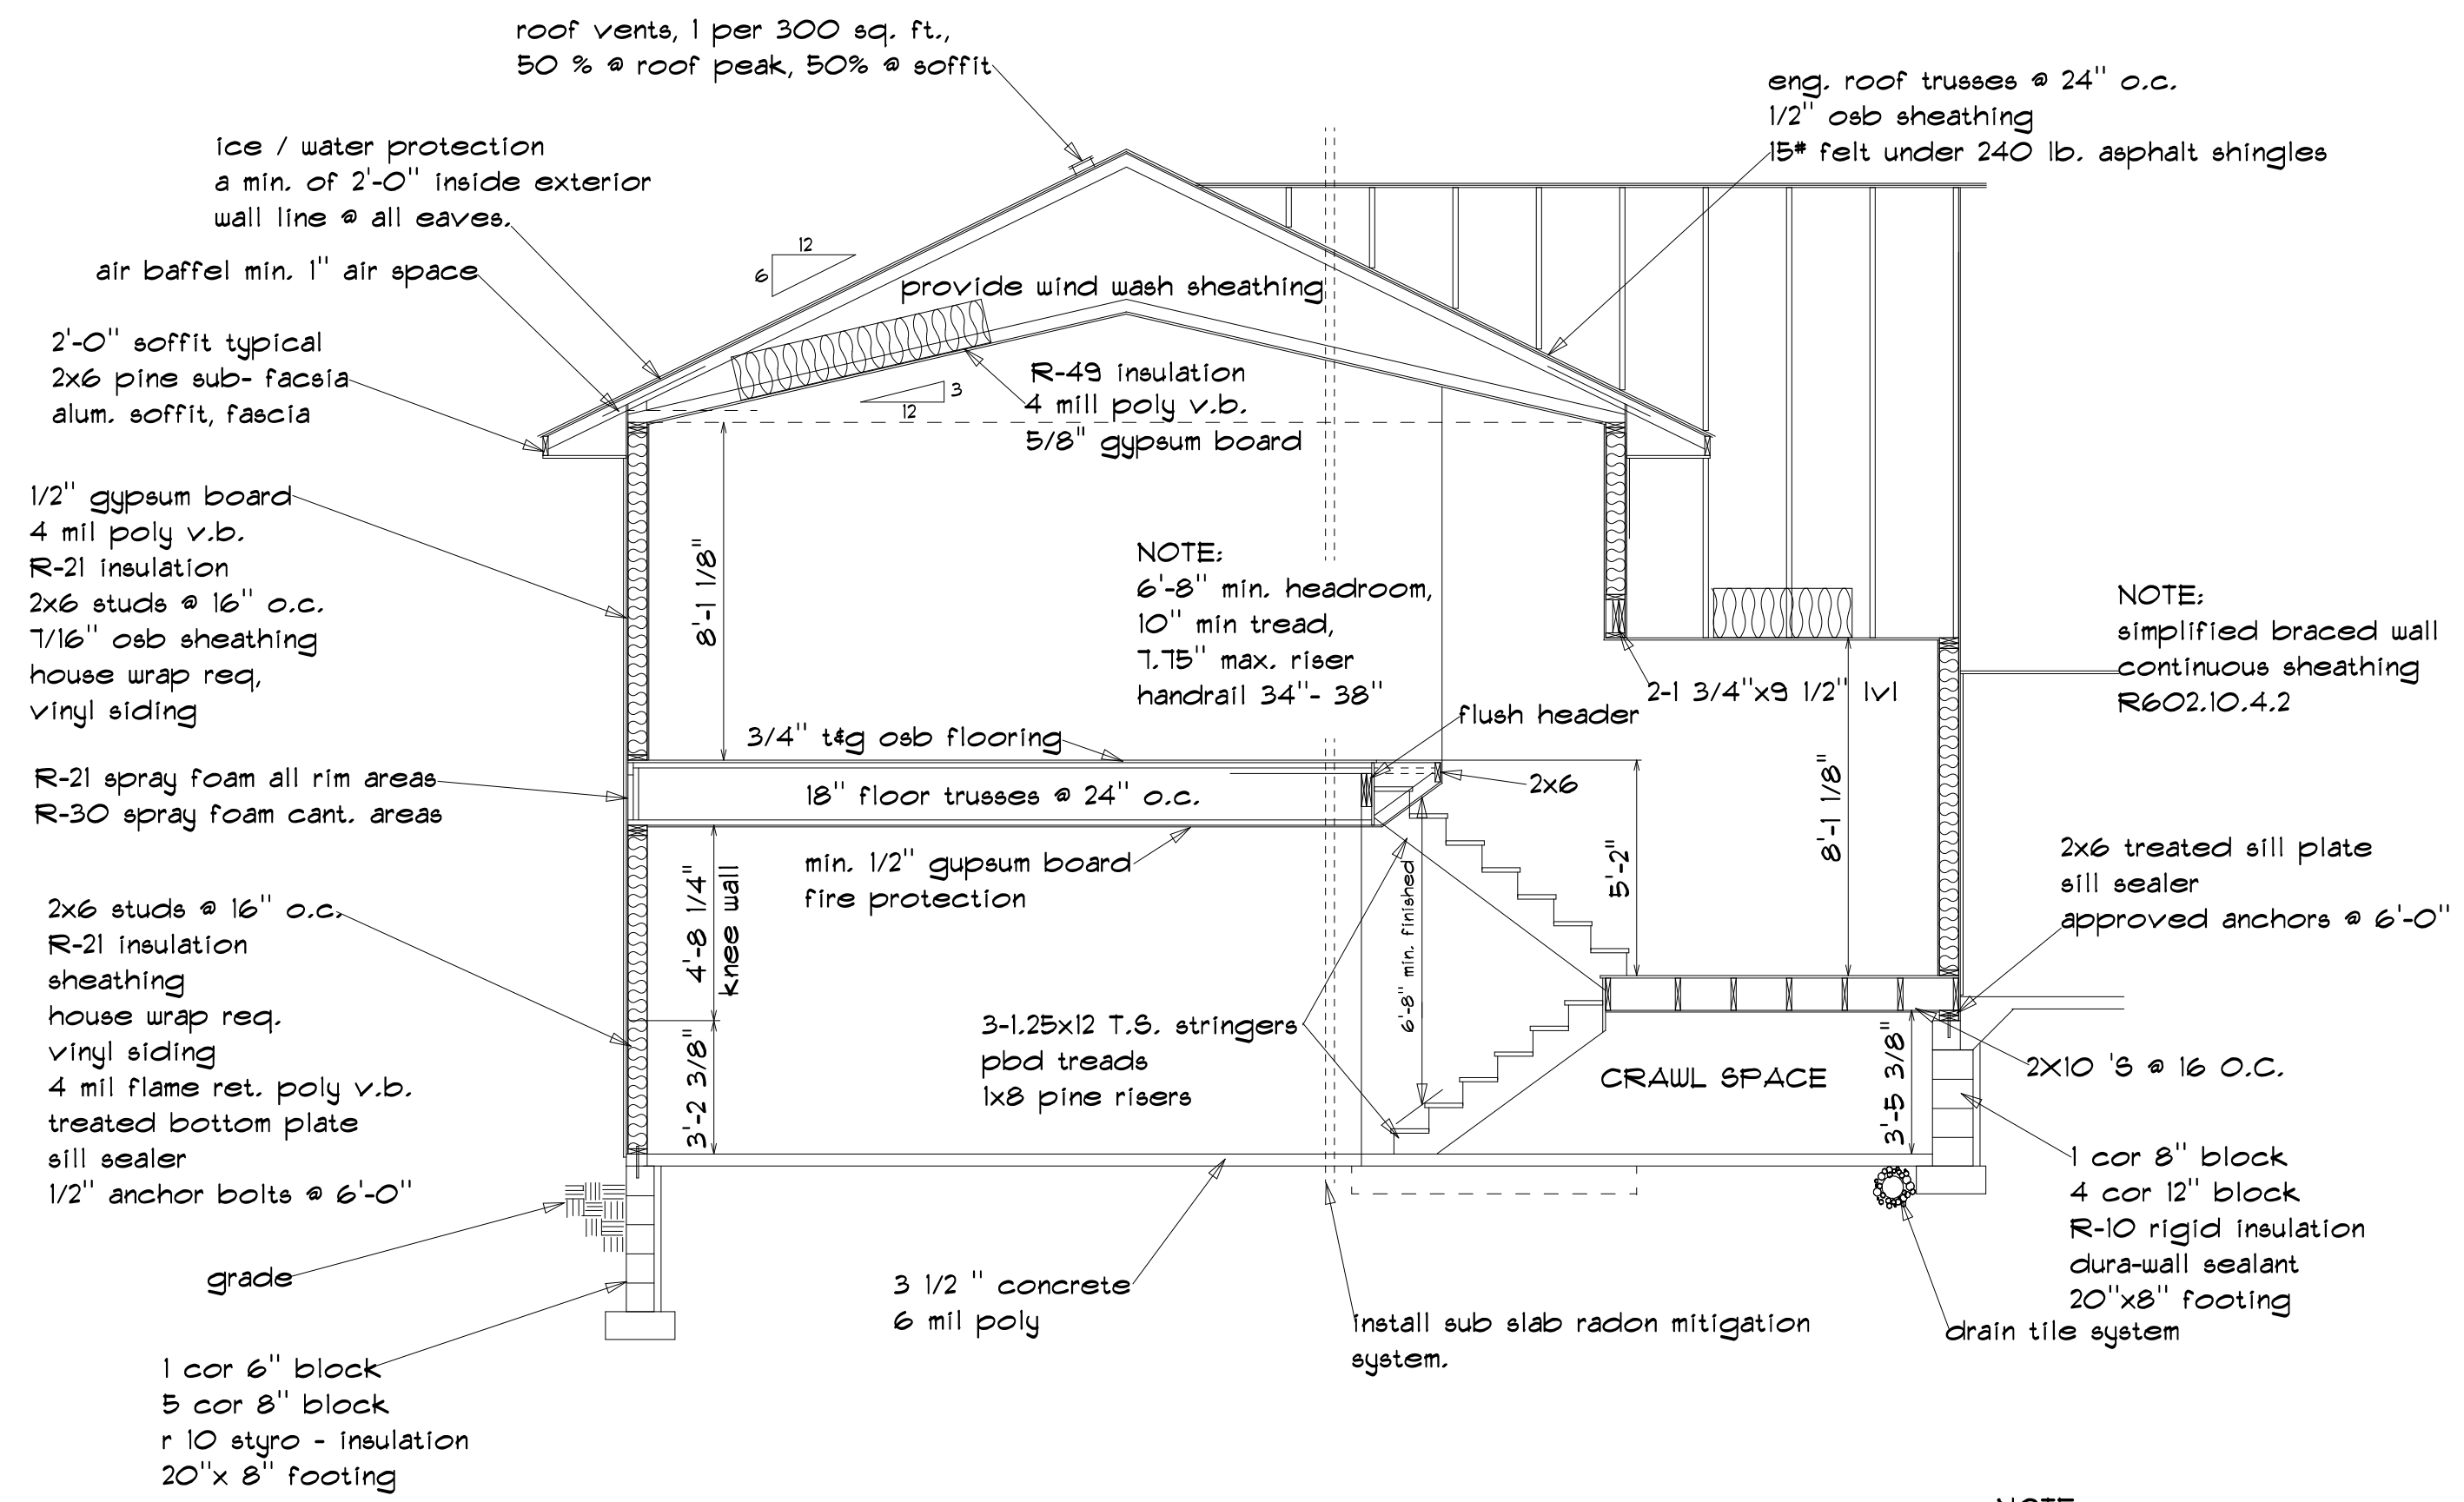 roof vents, 1 per 300 sq. ft.,
50 % @ roof peak, 50% @ soffit
eng. roof trusses @ 24" o.c.
1/2" osb sheathing
15# felt under 240 lb. asphalt shingles
ice / water protection
a min. of 2'-0" inside exterior
wall line @ all eaves.
air baffel min. 1" air space
12
6
provide wind wash sheathing
2'-0" soffit typical
2x6 pine sub- facsia
alum. soffit, fascia
3
12
R-49 insulation
4 mill poly v.b.
5/8" gypsum board
1/2" gypsum board
4 mil poly v.b.
R-21 insulation
2x6 studs @ 16" o.c.
7/16" osb sheathing
house wrap req,
vinyl siding
8'-1 1/8"
NOTE:
6'-8" min. headroom,
10" min tread,
7.75" max. riser
handrail 34"- 38"
NOTE:
simplified braced wall
continuous sheathing
R602.10.4.2
2-1 3/4"x9 1/2" lvl
flush header
3/4" t&g osb flooring
R-21 spray foam all rim areas
R-30 spray foam cant. areas
18" floor trusses @ 24" o.c.
2x6
8'-1 1/8"
5'-2"
min. 1/2" gupsum board
fire protection
4'-8 1/4"
knee wall
6'-8" min. finished
2x6 treated sill plate
sill sealer
approved anchors @ 6'-0"
2x6 studs @ 16" o.c.
R-21 insulation
sheathing
house wrap req.
vinyl siding
4 mil flame ret. poly v.b.
treated bottom plate
sill sealer
1/2" anchor bolts @ 6'-0"
3'-2 3/8"
3-1.25x12 T.S. stringers
pbd treads
1x8 pine risers
CRAWL SPACE
3'-5 3/8"
2X10 'S @ 16 O.C.
1 cor 8" block
4 cor 12" block
R-10 rigid insulation
dura-wall sealant
20"x8" footing
drain tile system
grade
3 1/2 " concrete
6 mil poly
install sub slab radon mitigation
system.
1 cor 6" block
5 cor 8" block
r 10 styro - insulation
20"x 8" footing
NOTE